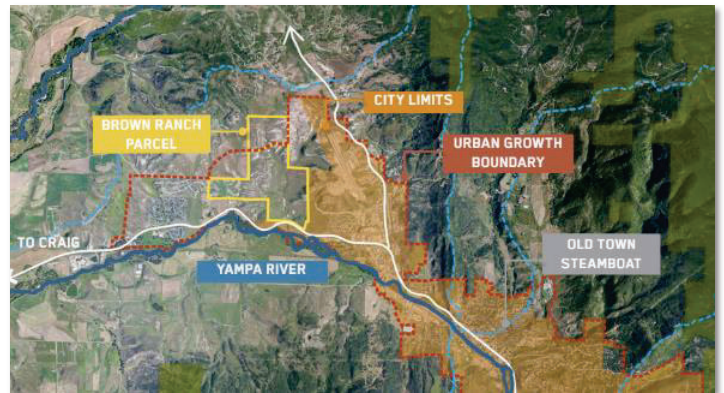 CITY LIMITS
BROWN RANCH
PARCEL
URBAN GROWTH
BOUNDARY
TO CRAIG
OLD TOWN
STEAMBOAT
YAMPA RIVER